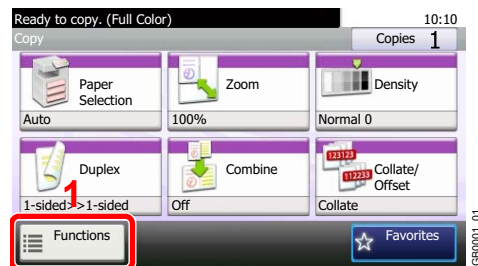 Ready to copy. (Full Color)
10:10
Copy
Copies 1
Paper Selection
Auto
Zoom
100%
Density
Normal 0
Duplex
1-sided>>1-sided
1
Combine
Off
123123
112233
Collate/
Offset
Collate
Functions
Favorites
GB0001_01